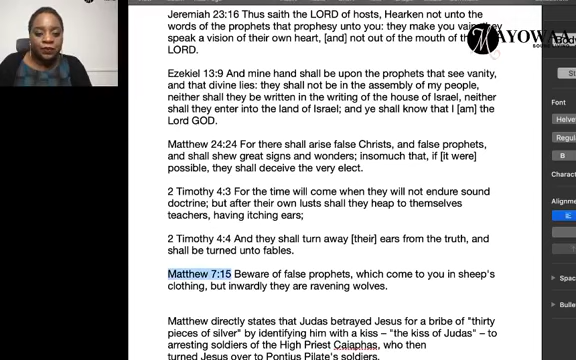 Jeremiah 23:16 Thus saith the LORD of hosts, Hearken not unto the
words of the prophets that prophesy unto you: they make you vain: they
speak a vision of their own heart, [and] not out of the mouth of the
LORD.
Ezekiel 13:9 And mine hand shall be upon the prophets that see vanity,
and that divine lies: they shall not be in the assembly of my people,
neither shall they be written in the writing of the house of Israel, neither
shall they enter into the land of Israel; and ye shall know that I [am] the
Lord GOD.
Matthew 24:24 For there shall arise false Christs, and false prophets,
and shall shew great signs and wonders; insomuch that, if [it were]
possible, they shall deceive the very elect.
2 Timothy 4:3 For the time will come when they will not endure sound
doctrine; but after their own lusts shall they heap to themselves
teachers, having itching ears;
2 Timothy 4:4 And they shall turn away [their] ears from the truth, and
shall be turned unto fables.
Matthew 7:15 Beware of false prophets, which come to you in sheep's
clothing, but inwardly they are ravening wolves.
Matthew directly states that Judas betrayed Jesus for a bribe of "thirty
pieces of silver" by identifying him with a kiss – "the kiss of Judas" – to
arresting soldiers of the High Priest Caiaphas, who then
turned Jesus over to Pontius Pilate's soldiers.
MAYOWAA
Body
St
Font
Helve
Regul
B
Charac
Alignme
Spac
Bulle